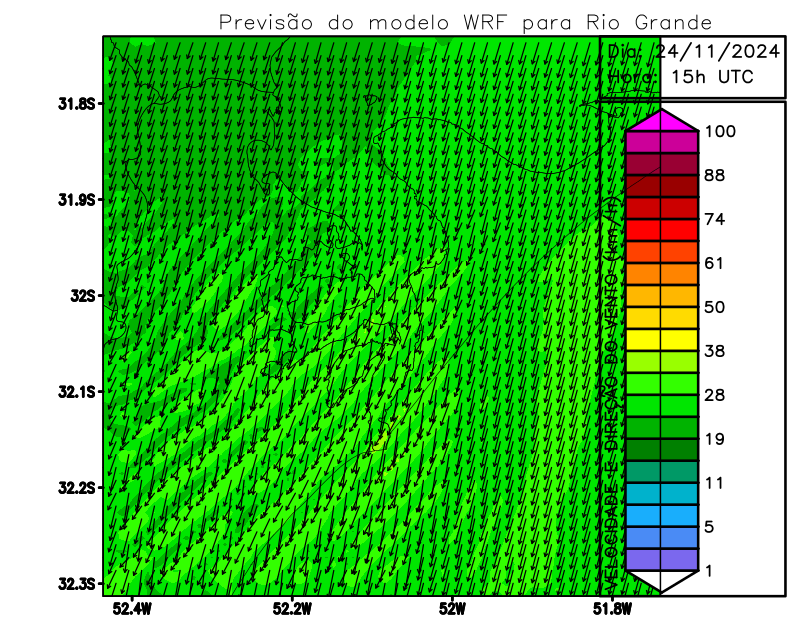 Previsão do modelo WRF para Rio Grande
Dia: 24/11/2024
Hora: 15h UTC
31.8S
31.9S
32S
32.1S
32.2S
32.3S
52.4W
52.2W
52W
51.8W
VELOCIDADE E DIREÇÃO DO VENTO (km/h)
100
88
74
61
50
38
28
19
11
5
1